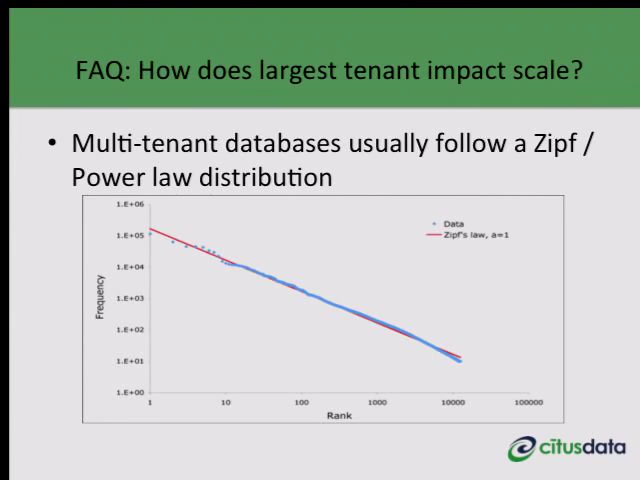 FAQ: How does largest tenant impact scale?
• Multi-tenant databases usually follow a Zipf /
Power law distribution
1.E+06
1.E+05
1.E+04
1.E+03
1.E+02
1.E+01
1.E+00
Frequency
Data
Zipf's law, a=1
1
10
100
1000
10000
100000
Rank
citusdata